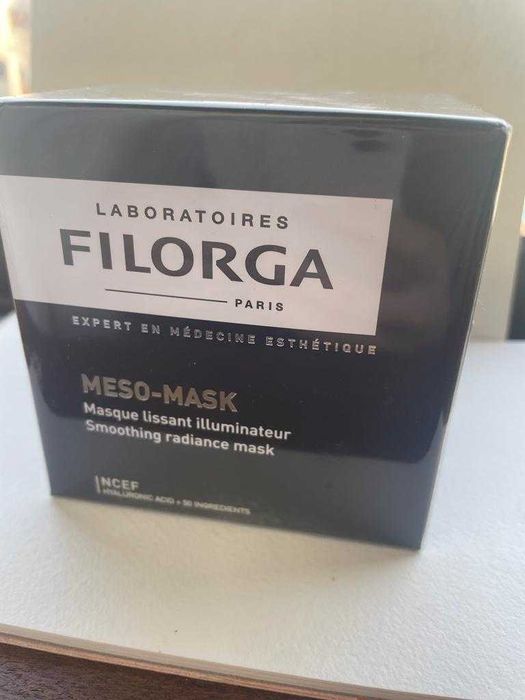 LABORATOIRES
FILORGA
PARIS
EXPERT EN MÉDECINE ESTHÉTIQUE
MESO-MASK
Masque lissant illuminateur
Smoothing radiance mask
NCEF
HYALURONIC ACID + 50 INGREDIENTS